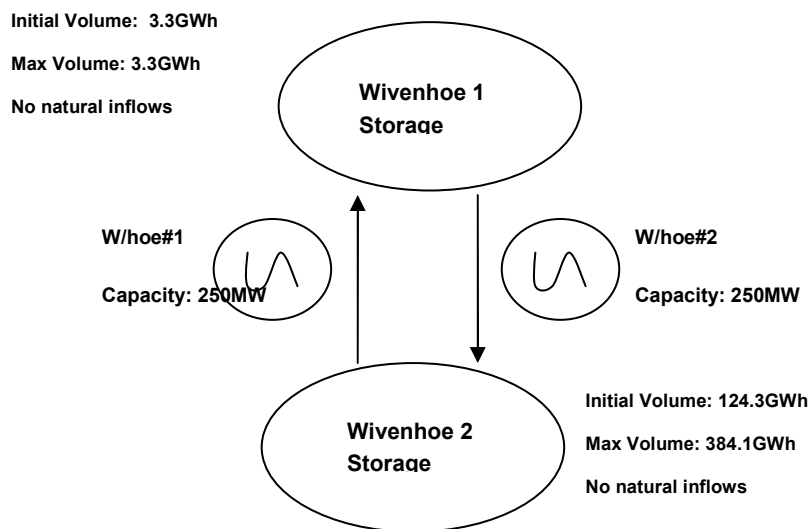 Initial Volume: 3.3GWh
Max Volume: 3.3GWh
No natural inflows
Wivenhoe 1
Storage
W/hoe#1
Capacity: 250MW
W/hoe#2
Capacity: 250MW
Wivenhoe 2
Storage
Initial Volume: 124.3GWh
Max Volume: 384.1GWh
No natural inflows